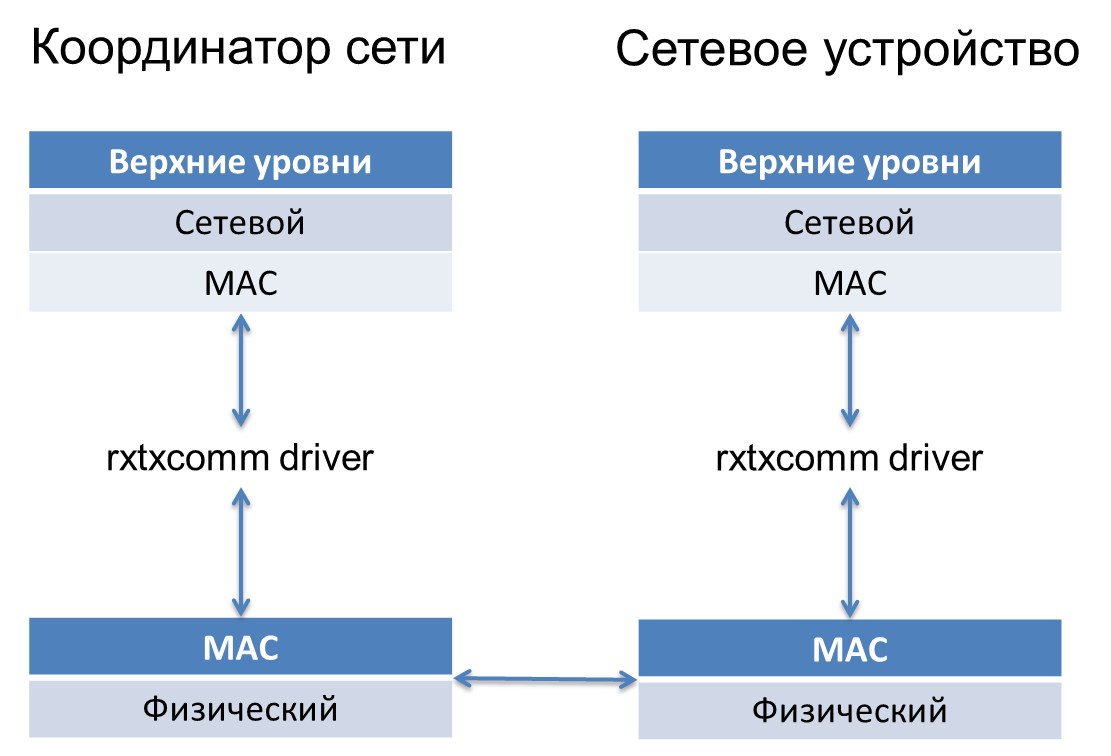 Координатор сети
Сетевое устройство
Верхние уровни
Верхние уровни
Сетевой
Сетевой
MAC
MAC
rxtxcomm driver
rxtxcomm driver
MAC
MAC
Физический
Физический